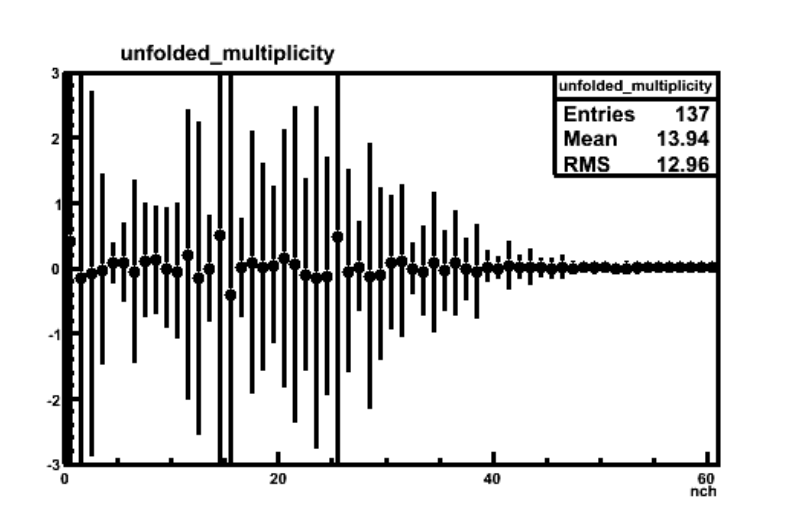 unfolded_multiplicity
unfolded_multiplicity
Entries 137
Mean 13.94
RMS 12.96
3
2
1
0
-1
-2
-3
0 20 40 60
nch